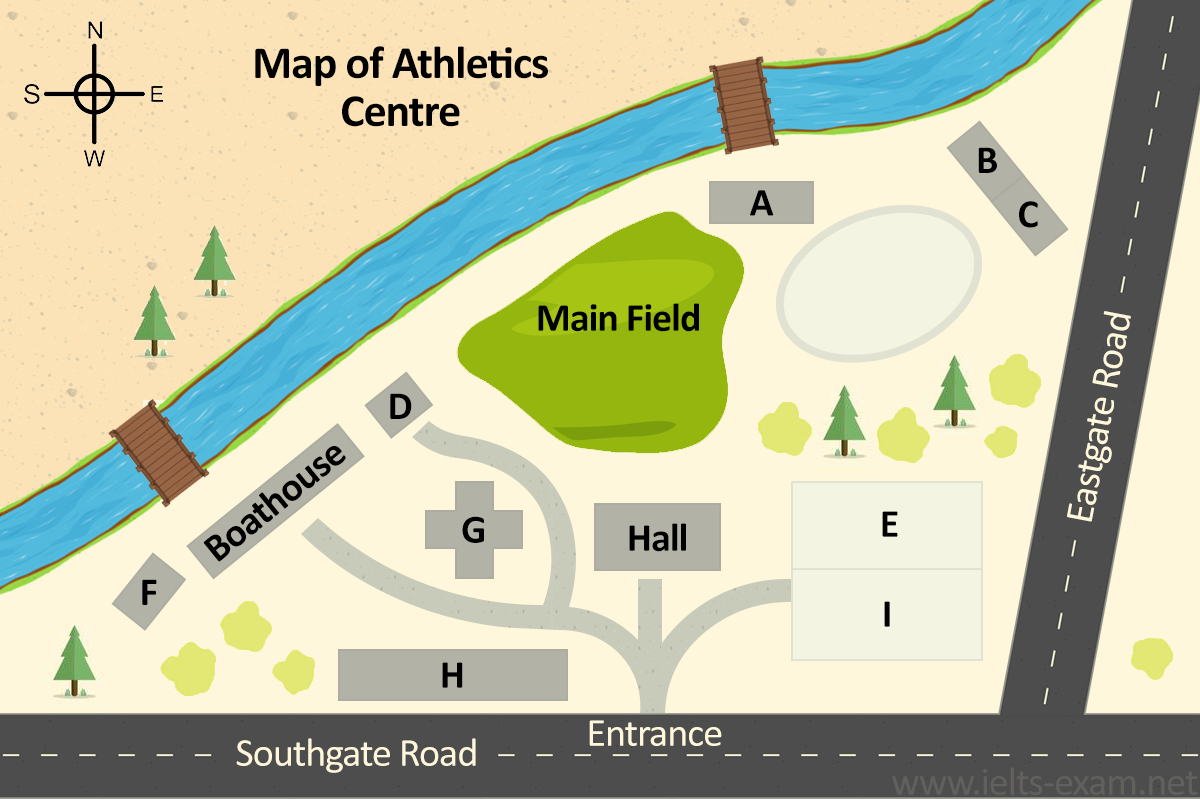 N
S E
W
Map of Athletics
Centre
A
B
C
Main Field
D
Boathouse
F
G
Hall
E
I
H
Eastgate Road
Entrance
Southgate Road
www.ielts-exam.net